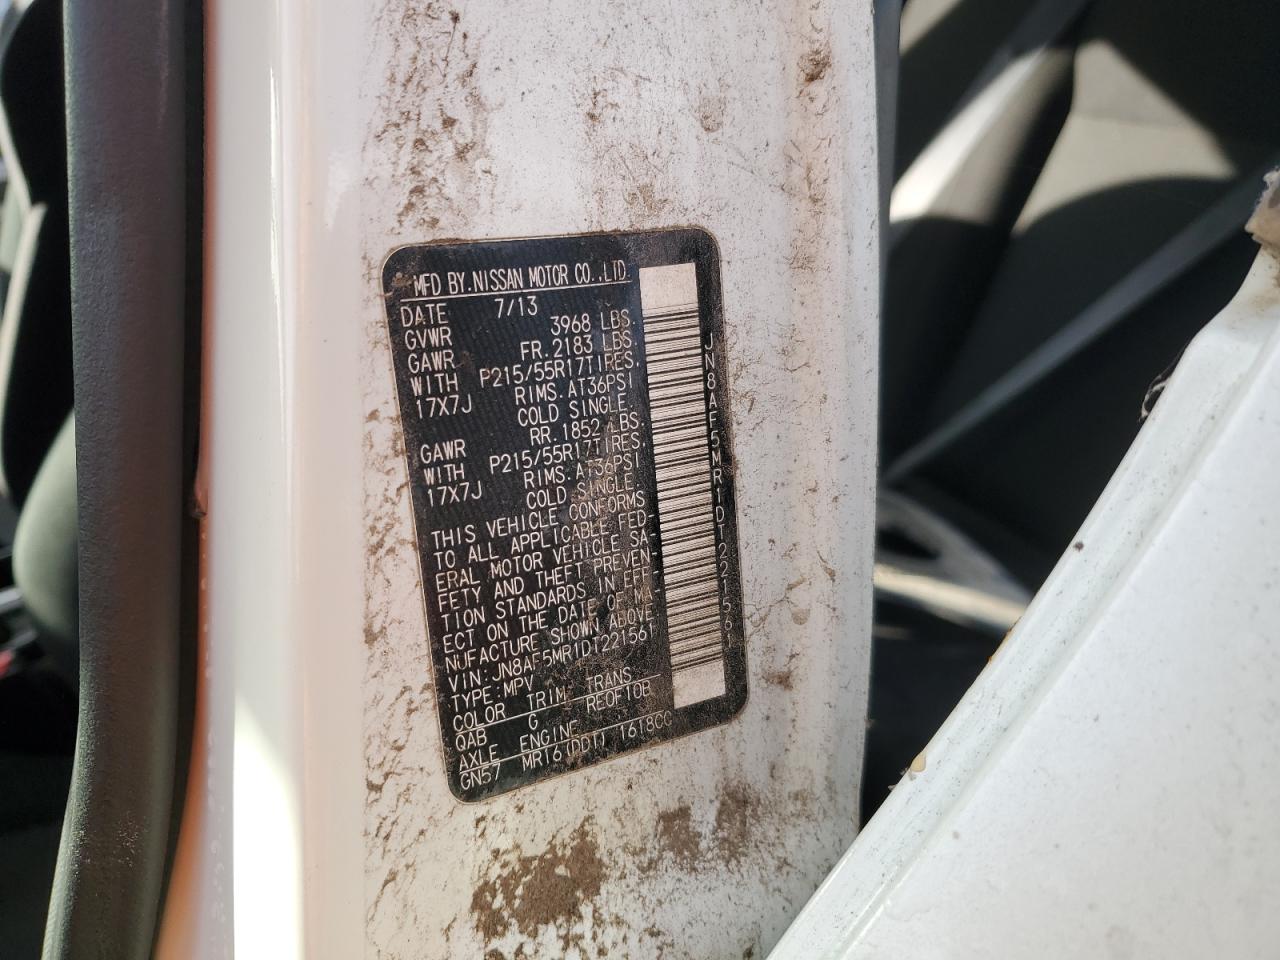 MFD BY.NISSAN MOTOR CO.,LTD.
DATE 7/13
GVWR 3968 LBS.
GAWR FR.2183 LBS.
WITH P215/55R17TIRES,
17X7J RIMS.AT36PSI
COLD SINGLE.
GAWR RR.1852 LBS.
WITH P215/55R17TIRES,
17X7J RIMS.AT36PSI
COLD SINGLE.
THIS VEHICLE CONFORMS
TO ALL APPLICABLE FED-
ERAL MOTOR VEHICLE SA-
FETY AND THEFT PREVEN-
TION STANDARDS IN EFF-
ECT ON THE DATE OF MA-
NUFACTURE SHOWN ABOVE
VIN:JN8AF5MR1DT221561
TYPE:MPV
COLOR TRIM TRANS
QAB G RE0F10B
AXLE ENGINE
GN57 MR16(DDT) 1618CC
JN8AF5MR1DT221561